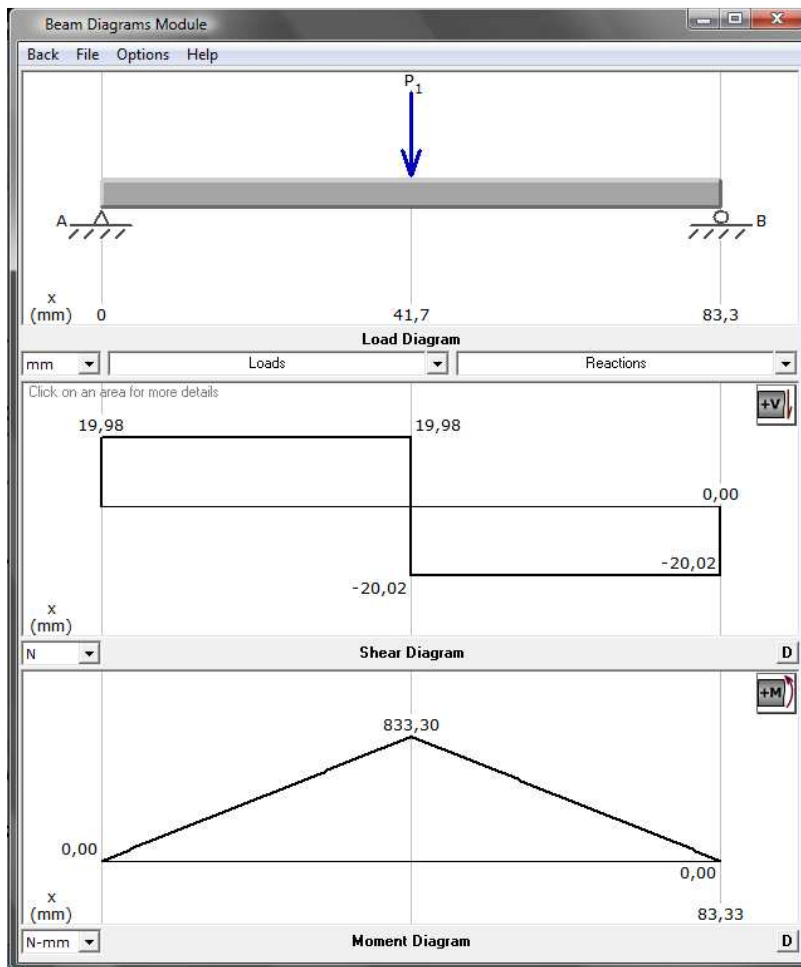 Beam Diagrams Module
Back File Options Help
P1
A
B
x
(mm) 0 41,7 83,3
Load Diagram
mm Loads Reactions
Click on an area for more details
+V
19,98 19,98
0,00
-20,02
-20,02
x
(mm)
N Shear Diagram D
+M
833,30
0,00
0,00
x
(mm) 83,33
N-mm Moment Diagram D